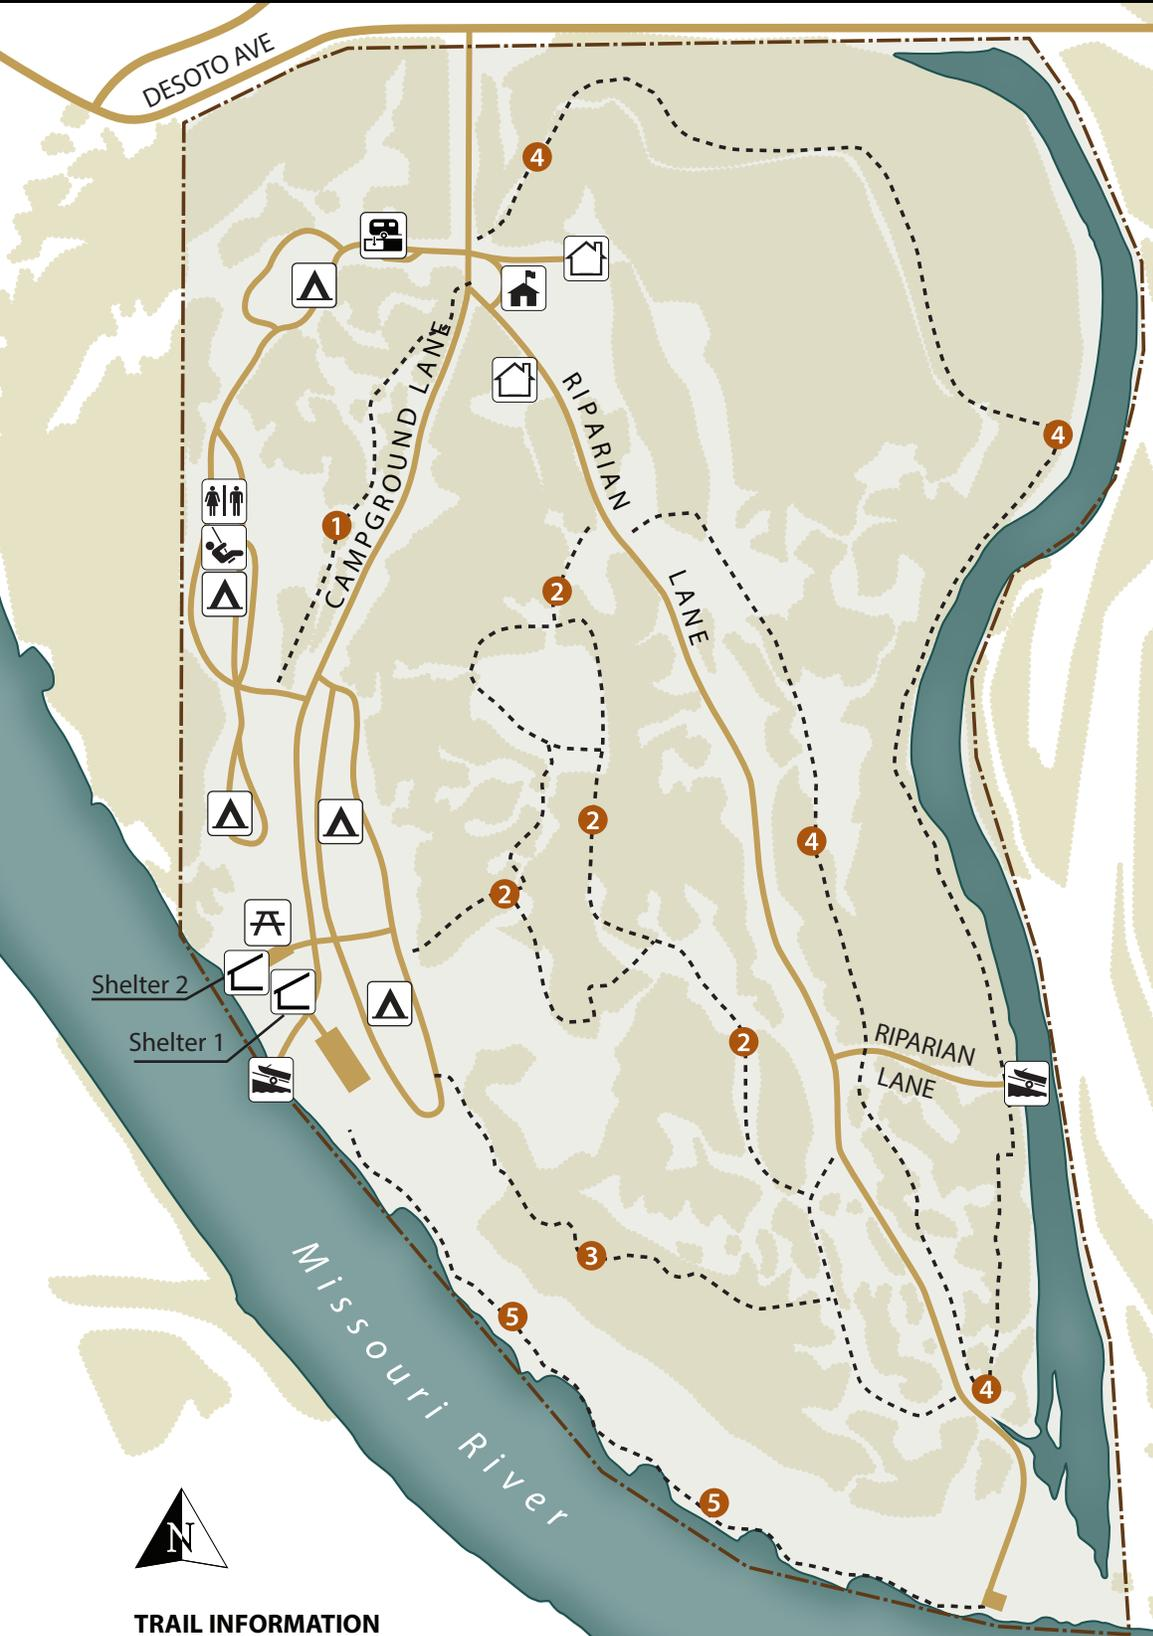 DESOTO AVE
4
4
CAMPGROUND LANE
RIPARIAN
1
2
LANE
2
4
2
Shelter 2
Shelter 1
2
RIPARIAN
LANE
3
5
4
Missouri River
5
N
TRAIL INFORMATION